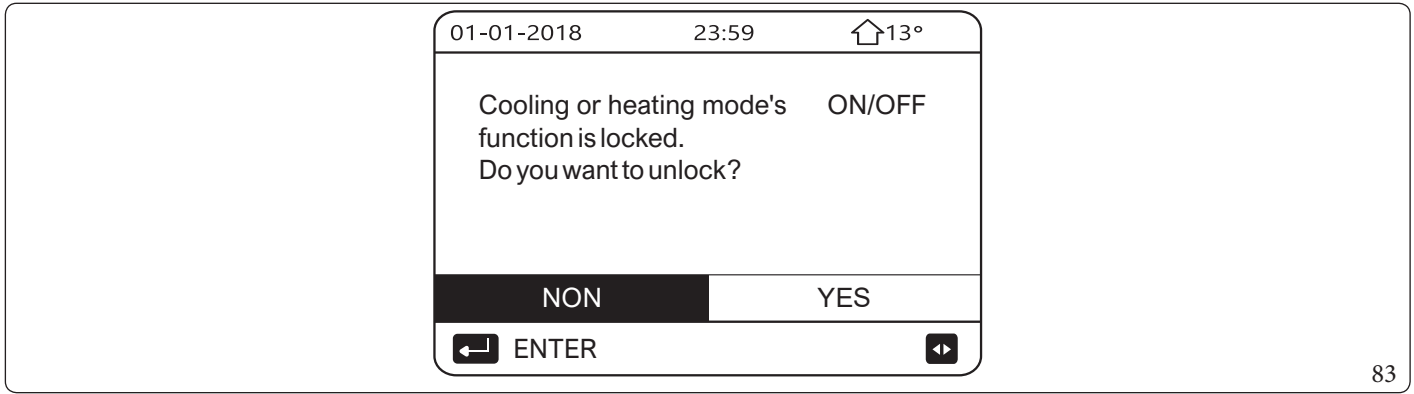 01-01-2018 23:59 13°
Cooling or heating mode's ON/OFF
function is locked.
Do you want to unlock?
NON YES
ENTER
83